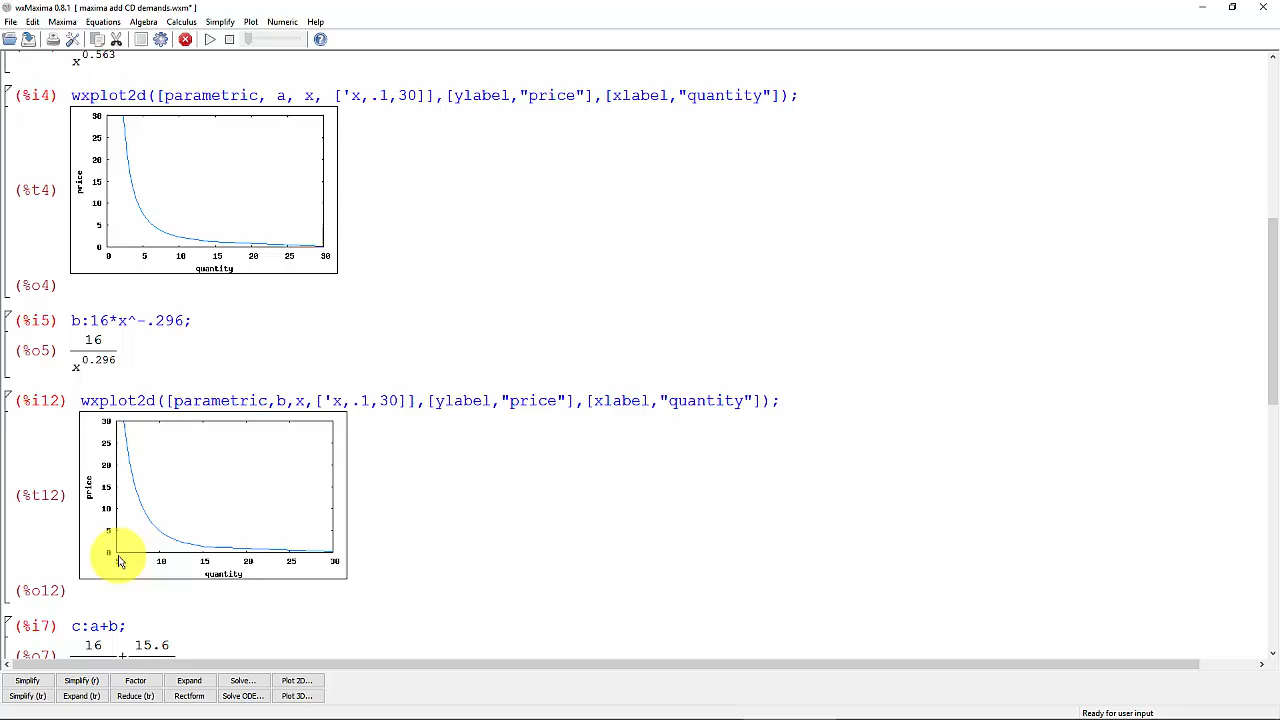 wxMaxima 0.8.1 [ maxima add CD demands.wxm* ]
File Edit Maxima Equations Algebra Calculus Simplify Plot Numeric Help
x^0.563
(%i4) wxplot2d([parametric, a, x, ['x,.1,30]],[ylabel,"price"],[xlabel,"quantity"]);
30
25
20
15
10
5
0
price
(%t4)
0 5 10 15 20 25 30
quantity
(%o4)
(%i5) b:16*x^-.296;
16
(%o5)
x^0.296
(%i12) wxplot2d([parametric,b,x,['x,.1,30]],[ylabel,"price"],[xlabel,"quantity"]);
30
25
20
15
10
5
0
price
(%t12)
10 15 20 25 30
quantity
(%o12)
(%i7) c:a+b;
16 15.6
(%o7) +
Simplify Simplify (r) Factor Expand Solve... Plot 2D...
Simplify (tr) Expand (tr) Reduce (tr) Rectform Solve ODE... Plot 3D...
Ready for user input